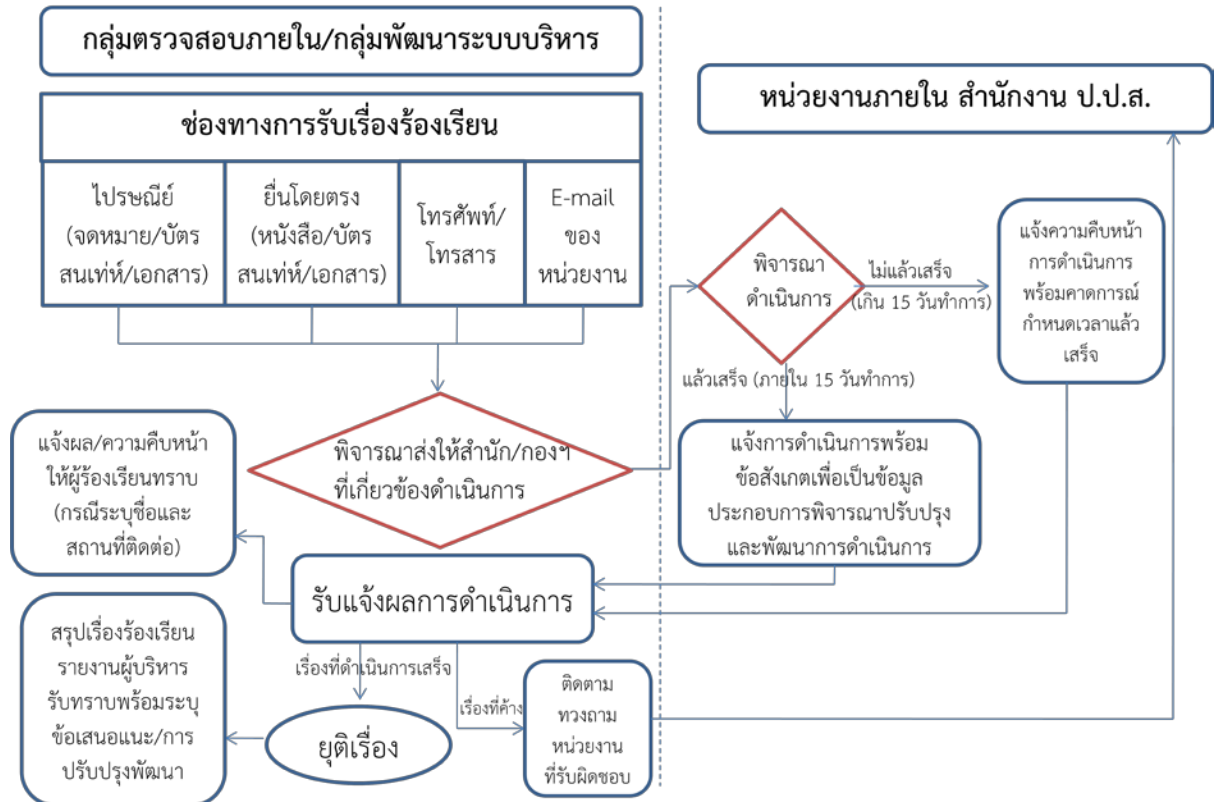 กลุ่มตรวจสอบภายใน/กลุ่มพัฒนาระบบบริหาร
หน่วยงานภายใน สำนักงาน ป.ป.ส.
ช่องทางการรับเรื่องร้องเรียน
ไปรษณีย์
(จดหมาย/บัตร
สนเท่ห์/เอกสาร)
ยื่นโดยตรง
(หนังสือ/บัตร
สนเท่ห์/เอกสาร)
โทรศัพท์/
โทรสาร
E-mail
ของ
หน่วยงาน
พิจารณา
ดำเนินการ
ไม่แล้วเสร็จ
(เกิน 15 วันทำการ)
แจ้งความคืบหน้า
การดำเนินการ
พร้อมคาดการณ์
กำหนดเวลาแล้ว
เสร็จ
แล้วเสร็จ (ภายใน 15 วันทำการ)
พิจารณาส่งให้สำนัก/กองฯ
ที่เกี่ยวข้องดำเนินการ
แจ้งการดำเนินการพร้อม
ข้อสังเกตเพื่อเป็นข้อมูล
ประกอบการพิจารณาปรับปรุง
และพัฒนาการดำเนินการ
แจ้งผล/ความคืบหน้า
ให้ผู้ร้องเรียนทราบ
(กรณีระบุชื่อและ
สถานที่ติดต่อ)
รับแจ้งผลการดำเนินการ
เรื่องที่ดำเนินการเสร็จ
เรื่องที่ค้าง
ยุติเรื่อง
ติดตาม
ทวงถาม
หน่วยงาน
ที่รับผิดชอบ
สรุปเรื่องร้องเรียน
รายงานผู้บริหาร
รับทราบพร้อมระบุ
ข้อเสนอแนะ/การ
ปรับปรุงพัฒนา